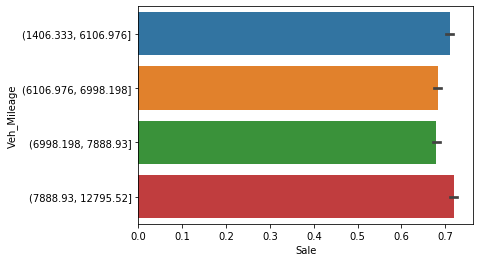 (1406.333, 6106.976]
(6106.976, 6998.198]
(6998.198, 7888.93]
(7888.93, 12795.52]
Veh_Mileage
0.0 0.1 0.2 0.3 0.4 0.5 0.6 0.7
Sale